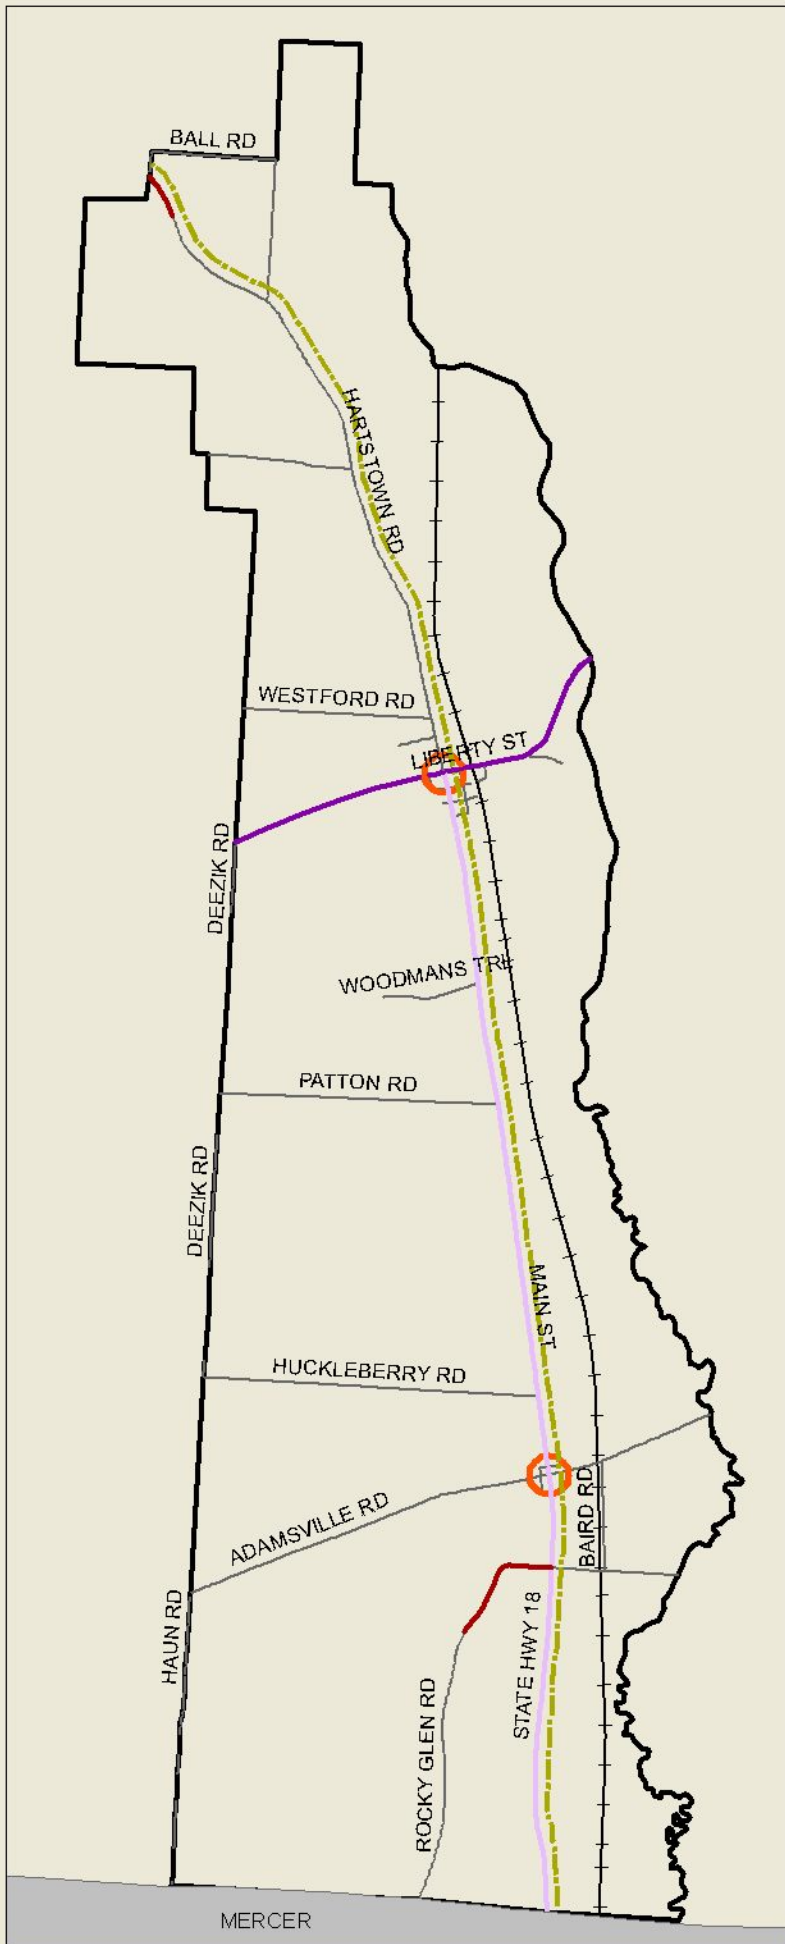 BALL RD
HARTSTOWN RD
WESTFORD RD
LIBERTY ST
DEEZIK RD
WOODMANS TRL
PATTON RD
DEEZIK RD
MAIN ST
HUCKLEBERRY RD
ADAMSVILLE RD
BAIRD RD
HAUN RD
STATE HWY 18
ROCKY GLEN RD
MERCER